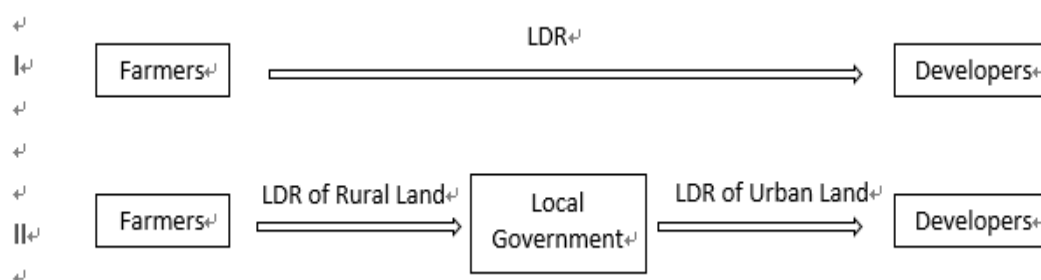 LDR
I
Farmers
Developers
LDR of Rural Land
LDR of Urban Land
II
Farmers
Local
Government
Developers